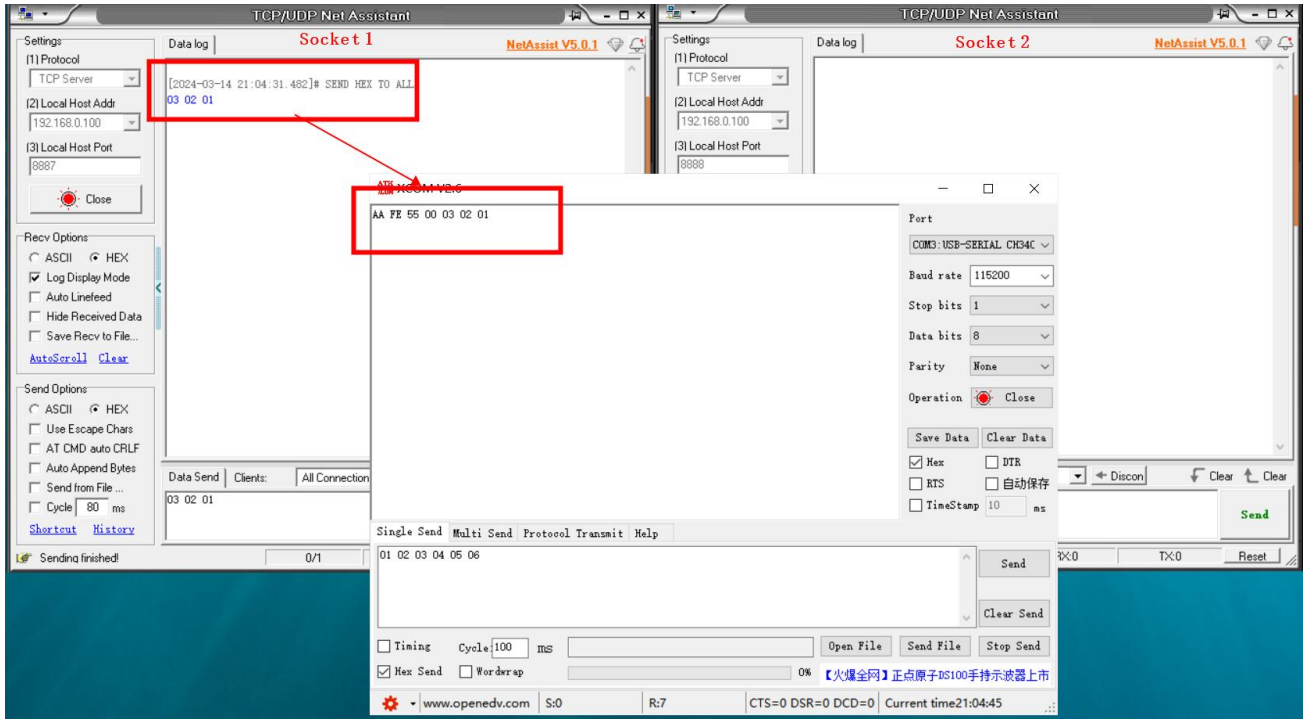 TCP/UDP Net Assistant
Settings
(1) Protocol
TCP Server
(2) Local Host Addr
192.168.0.100
(3) Local Host Port
8887
Close
Recv Options
ASCII HEX
Log Display Mode
Auto Linefeed
Hide Received Data
Save Recv to File...
AutoScroll Clear
Send Options
ASCII HEX
Use Escape Chars
AT CMD auto CRLF
Auto Append Bytes
Send from File ...
Cycle 80 ms
Shortcut History
Data log
Socket 1
NetAssist V5.0.1
[2024-03-14 21:04:31.482]# SEND HEX TO ALL
03 02 01
Data Send Clients: All Connection
03 02 01
Sending finished! 0/1
TCP/UDP Net Assistant
Settings
(1) Protocol
TCP Server
(2) Local Host Addr
192.168.0.100
(3) Local Host Port
8888
Data log
Socket 2
NetAssist V5.0.1
Discon Clear Clear
Send
RX:0 TX:0 Reset
XCOM V2.6
AA FE 55 00 03 02 01
Port
COM3:USB-SERIAL CH34C
Baud rate 115200
Stop bits 1
Data bits 8
Parity None
Operation Close
Save Data Clear Data
Hex DTR
RTS 自动保存
TimeStamp 10 ms
Single Send Multi Send Protocol Transmit Help
01 02 03 04 05 06
Send
Clear Send
Timing Cycle: 100 ms Open File Send File Stop Send
Hex Send Wordwrap 0% 【火爆全网】正点原子DS100手持示波器上市
www.openedv.com S:0 R:7 CTS=0 DSR=0 DCD=0 Current time21:04:45